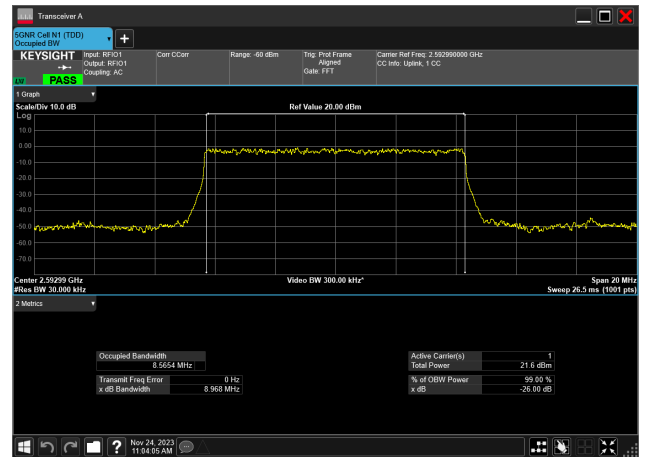 Transceiver A
5GNR Cell N1 (TDD)
Occupied BW
KEYSIGHT
Input: RFIO1
Output: RFIO1
Coupling: AC
Corr CCorr
Range: -60 dBm
Trig: Prot Frame
Aligned
Gate: FFT
Carrier Ref Freq: 2.592990000 GHz
CC Info: Uplink, 1 CC
PASS
1 Graph
Scale/Div 10.0 dB
Ref Value 20.00 dBm
Log
10.0
0.00
-10.0
-20.0
-30.0
-40.0
-50.0
-60.0
-70.0
Center 2.59299 GHz
Video BW 300.00 kHz*
Span 20 MHz
#Res BW 30.000 kHz
Sweep 26.5 ms (1001 pts)
2 Metrics
Occupied Bandwidth
8.5654 MHz
Active Carrier(s) 1
Total Power 21.6 dBm
Transmit Freq Error 0 Hz
x dB Bandwidth 8.968 MHz
% of OBW Power 99.00 %
x dB -26.00 dB
Nov 24, 2023
11:04:05 AM